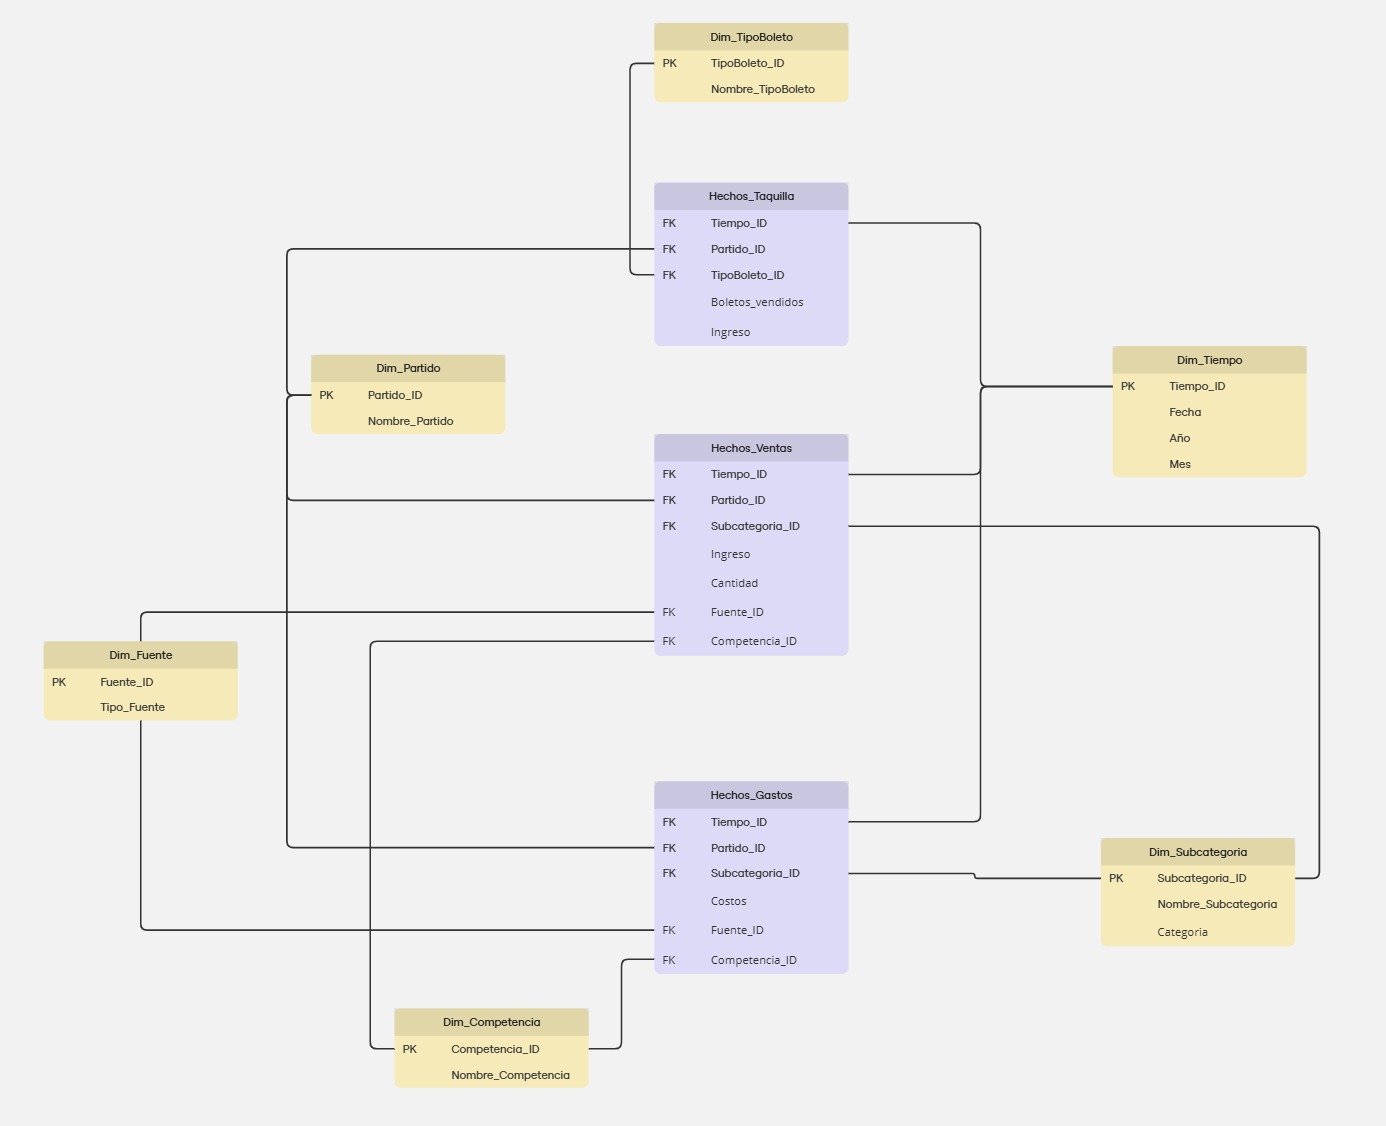 Dim_TipoBoleto
PK TipoBoleto_ID
Nombre_TipoBoleto
Hechos_Taquilla
FK Tiempo_ID
FK Partido_ID
FK TipoBoleto_ID
Boletos_vendidos
Ingreso
Dim_Partido
PK Partido_ID
Nombre_Partido
Dim_Tiempo
PK Tiempo_ID
Fecha
Año
Mes
Hechos_Ventas
FK Tiempo_ID
FK Partido_ID
FK Subcategoria_ID
Ingreso
Cantidad
FK Fuente_ID
FK Competencia_ID
Dim_Fuente
PK Fuente_ID
Tipo_Fuente
Hechos_Gastos
FK Tiempo_ID
FK Partido_ID
FK Subcategoria_ID
Costos
FK Fuente_ID
FK Competencia_ID
Dim_Subcategoria
PK Subcategoria_ID
Nombre_Subcategoria
Categoria
Dim_Competencia
PK Competencia_ID
Nombre_Competencia